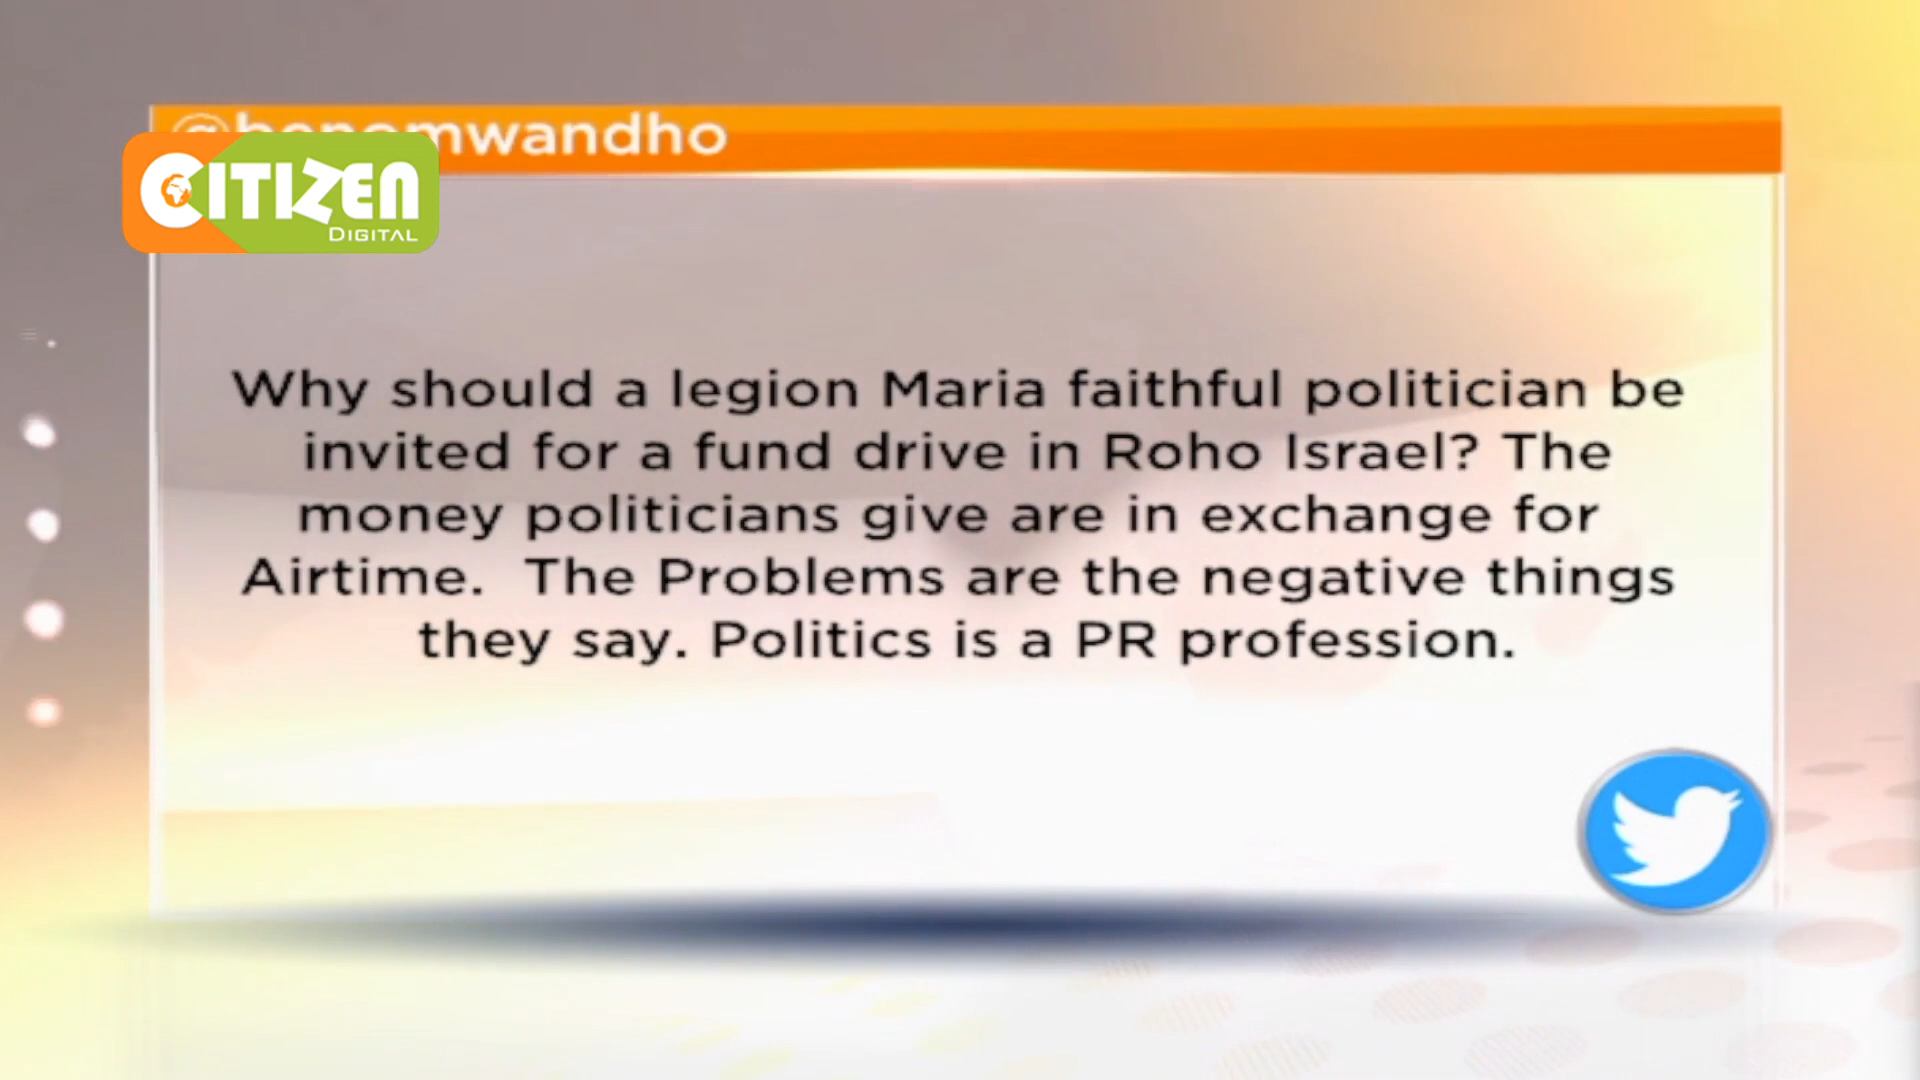 CITIZEN
DIGITAL
Why should a legion Maria faithful politician be
invited for a fund drive in Roho Israel? The
money politicians give are in exchange for
Airtime.  The Problems are the negative things
they say. Politics is a PR profession.